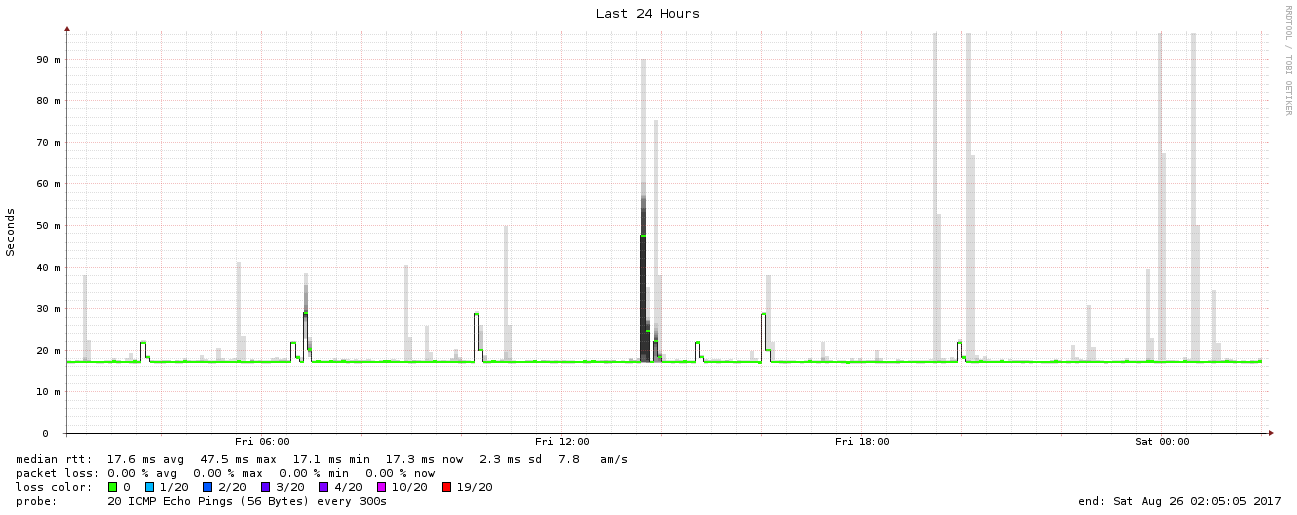 Last 24 Hours
RRDTOOL / TOBI OETIKER
Seconds
90 m
80 m
70 m
60 m
50 m
40 m
30 m
20 m
10 m
0
Fri 06:00 Fri 12:00 Fri 18:00 Sat 00:00
median rtt: 17.6 ms avg 47.5 ms max 17.1 ms min 17.3 ms now 2.3 ms sd 7.8 am/s
packet loss: 0.00 % avg 0.00 % max 0.00 % min 0.00 % now
loss color: 0 1/20 2/20 3/20 4/20 10/20 19/20
probe: 20 ICMP Echo Pings (56 Bytes) every 300s end: Sat Aug 26 02:05:05 2017